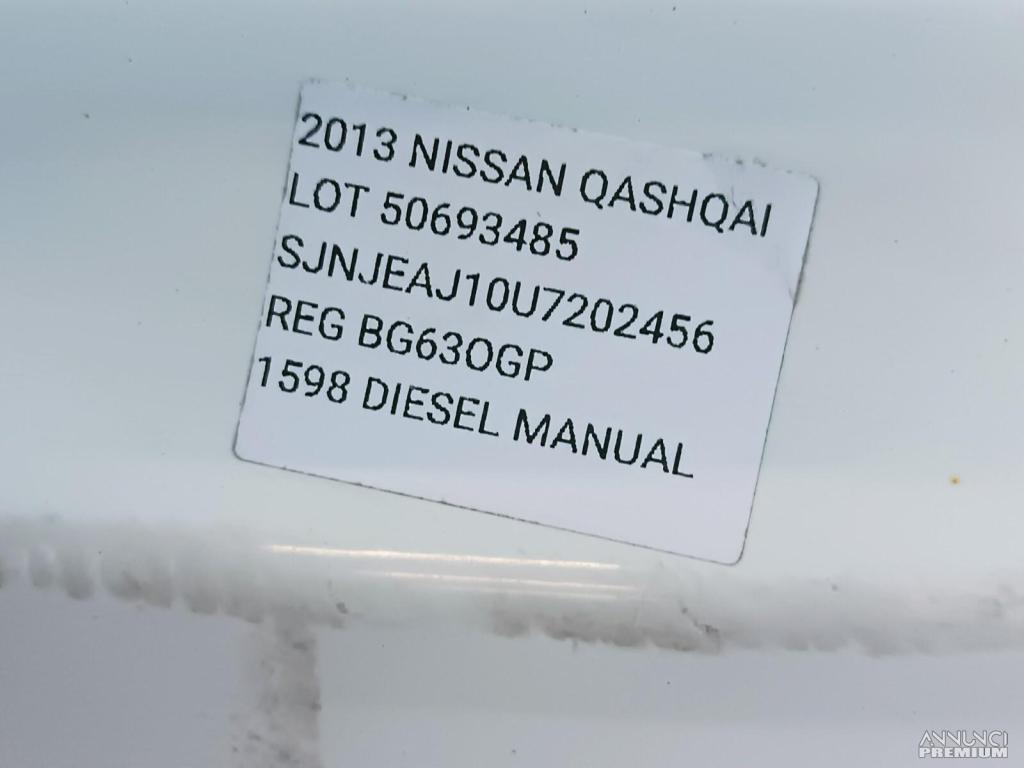 2013 NISSAN QASHQAI
LOT 50693485
SJNJEAJ10U7202456
REG BG63OGP
1598 DIESEL MANUAL
ANNUNCI
PREMIUM